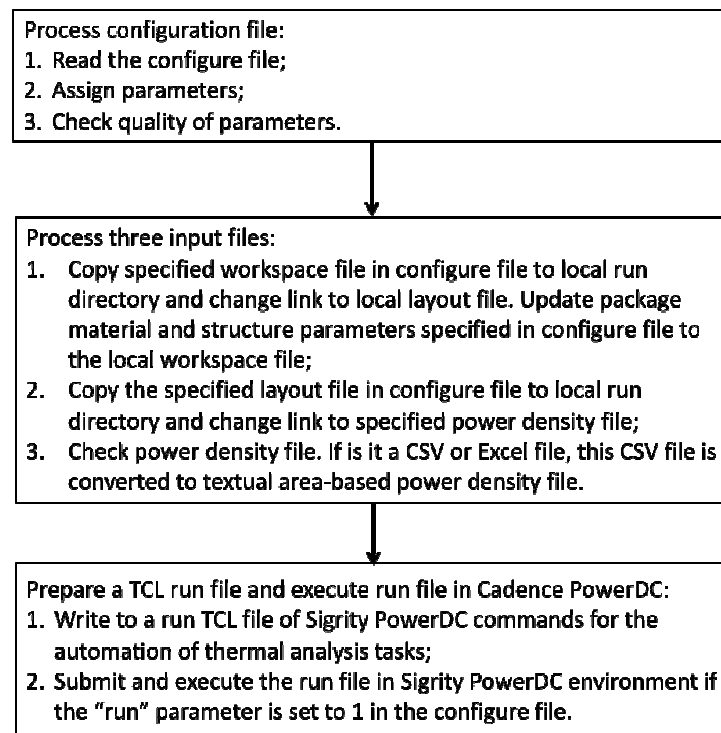 Process configuration file:
1. Read the configure file;
2. Assign parameters;
3. Check quality of parameters.
Process three input files:
1. Copy specified workspace file in configure file to local run
directory and change link to local layout file. Update package
material and structure parameters specified in configure file to
the local workspace file;
2. Copy the specified layout file in configure file to local run
directory and change link to specified power density file;
3. Check power density file. If is it a CSV or Excel file, this CSV file is
converted to textual area-based power density file.
Prepare a TCL run file and execute run file in Cadence PowerDC:
1. Write to a run TCL file of Sigrity PowerDC commands for the
automation of thermal analysis tasks;
2. Submit and execute the run file in Sigrity PowerDC environment if
the “run” parameter is set to 1 in the configure file.